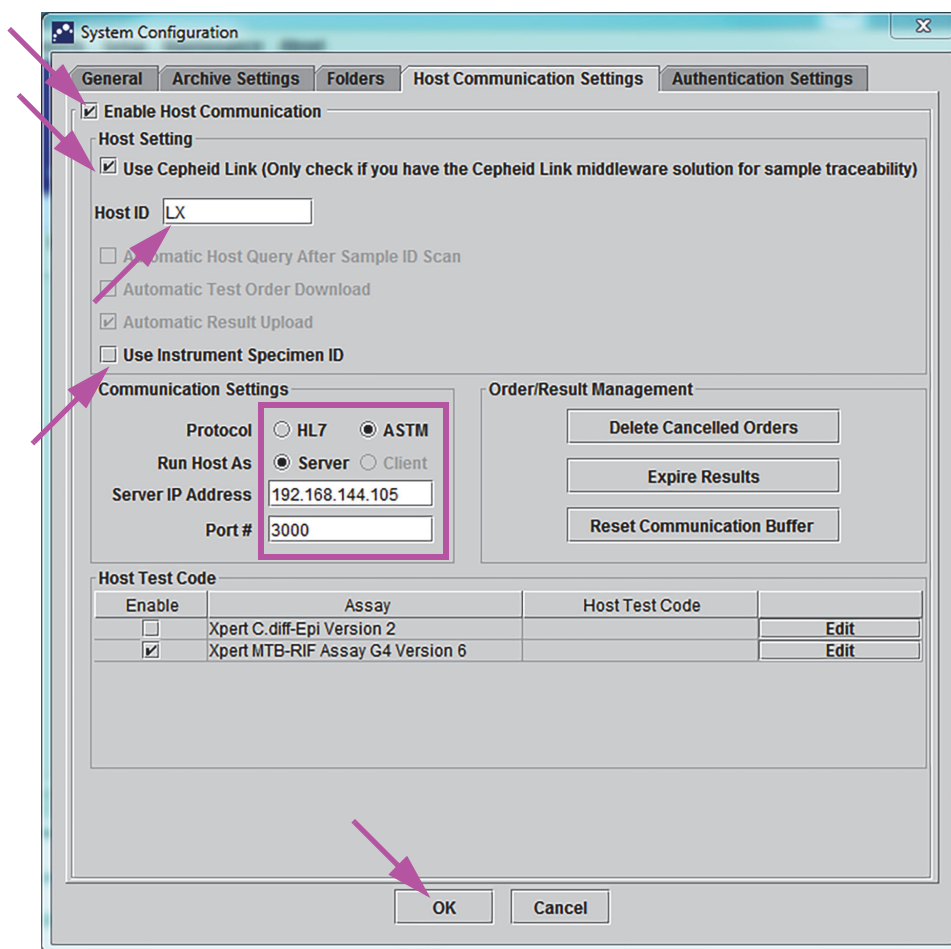 System Configuration
General Archive Settings Folders Host Communication Settings Authentication Settings
Enable Host Communication
Host Setting
Use Cepheid Link (Only check if you have the Cepheid Link middleware solution for sample traceability)
Host ID LX
Automatic Host Query After Sample ID Scan
Automatic Test Order Download
Automatic Result Upload
Use Instrument Specimen ID
Communication Settings Order/Result Management
Protocol HL7 ASTM Delete Cancelled Orders
Run Host As Server Client
Expire Results
Server IP Address 192.168.144.105
Port # 3000 Reset Communication Buffer
Host Test Code
Enable Assay Host Test Code
Xpert C.diff-Epi Version 2 Edit
Xpert MTB-RIF Assay G4 Version 6 Edit
OK Cancel